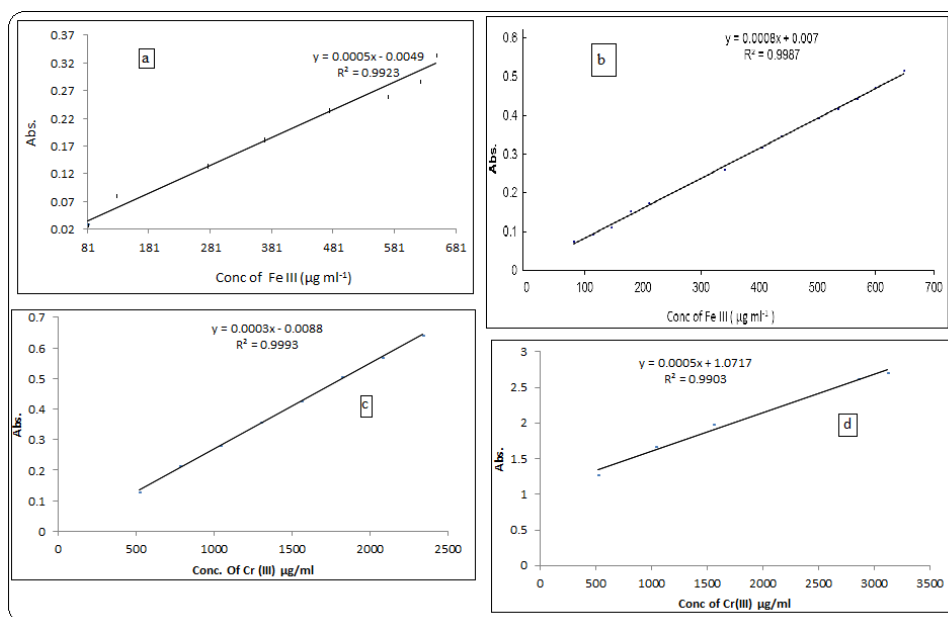 a
y = 0.0005x - 0.0049
R² = 0.9923
Abs.
0.37
0.32
0.27
0.22
0.17
0.12
0.07
0.02
81 181 281 381 481 581 681
Conc of Fe III (µg ml⁻¹)
b
y = 0.0008x + 0.007
R² = 0.9987
Abs.
0.6
0.5
0.4
0.3
0.2
0.1
0
0 100 200 300 400 500 600 700
Conc of Fe III ( µg ml⁻¹ )
c
y = 0.0003x - 0.0088
R² = 0.9993
Abs.
0.7
0.6
0.5
0.4
0.3
0.2
0.1
0
0 500 1000 1500 2000 2500
Conc. Of Cr (III) µg/ml
d
y = 0.0005x + 1.0717
R² = 0.9903
Abs.
3
2.5
2
1.5
1
0.5
0
0 500 1000 1500 2000 2500 3000 3500
Conc of Cr(III) µg/ml